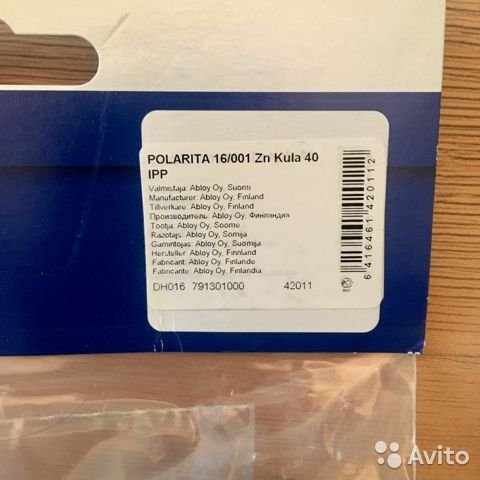 POLARITA 16/001 Zn Kula 40
IPP
Valmistaja: Abloy Oy, Suomi
Manufacturer: Abloy Oy, Finland
Tillverkare: Abloy Oy, Finland
Производитель: Abloy Oy, Финляндия
Tootja: Abloy Oy, Soome
Razotajs: Abloy Oy, Somija
Gamintojas: Abloy Oy, Suomija
Hersteller: Abloy Oy, Finnland
Fabricant: Abloy Oy, Finlande
Fabricante: Abloy Oy, Finlandia
DH016 791301000 42011
6 416461 420112
Avito